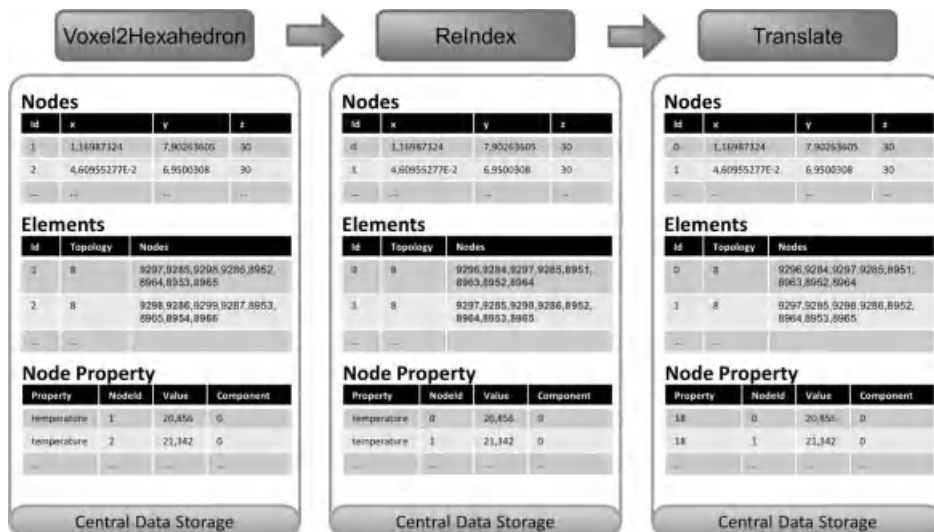 Voxel2Hexahedron
ReIndex
Translate
Nodes
Id x y z
1 1,16987324 7,90263605 30
2 4,60955277E-2 6,9500308 30
... ... ... ...
Elements
Id Topology Nodes
1 8 9297,9285,9298,9286,8952,
8964,8953,8965
2 8 9298,9286,9299,9287,8953,
8965,8954,8966
... ...
Node Property
Property NodeId Value Component
temperature 1 20,456 0
temperature 2 21,342 0
... ... ... ...
Central Data Storage
Nodes
Id x y z
0 1,16987324 7,90263605 30
1 4,60955277E-2 6,9500308 30
... ... ... ...
Elements
Id Topology Nodes
0 8 9296,9284,9297,9285,8951,
8963,8952,8964
1 8 9297,9285,9298,9286,8952,
8964,8953,8965
... ...
Node Property
Property NodeId Value Component
temperature 0 20,456 0
temperature 1 21,342 0
... ... ... ...
Central Data Storage
Nodes
Id x y z
0 1,16987324 7,90263605 30
1 4,60955277E-2 6,9500308 30
... ... ... ...
Elements
Id Topology Nodes
0 8 9296,9284,9297,9285,8951,
8963,8952,8964
1 8 9297,9285,9298,9286,8952,
8964,8953,8965
... ...
Node Property
Property NodeId Value Component
18 0 20,456 0
18 1 21,342 0
... ... ... ...
Central Data Storage